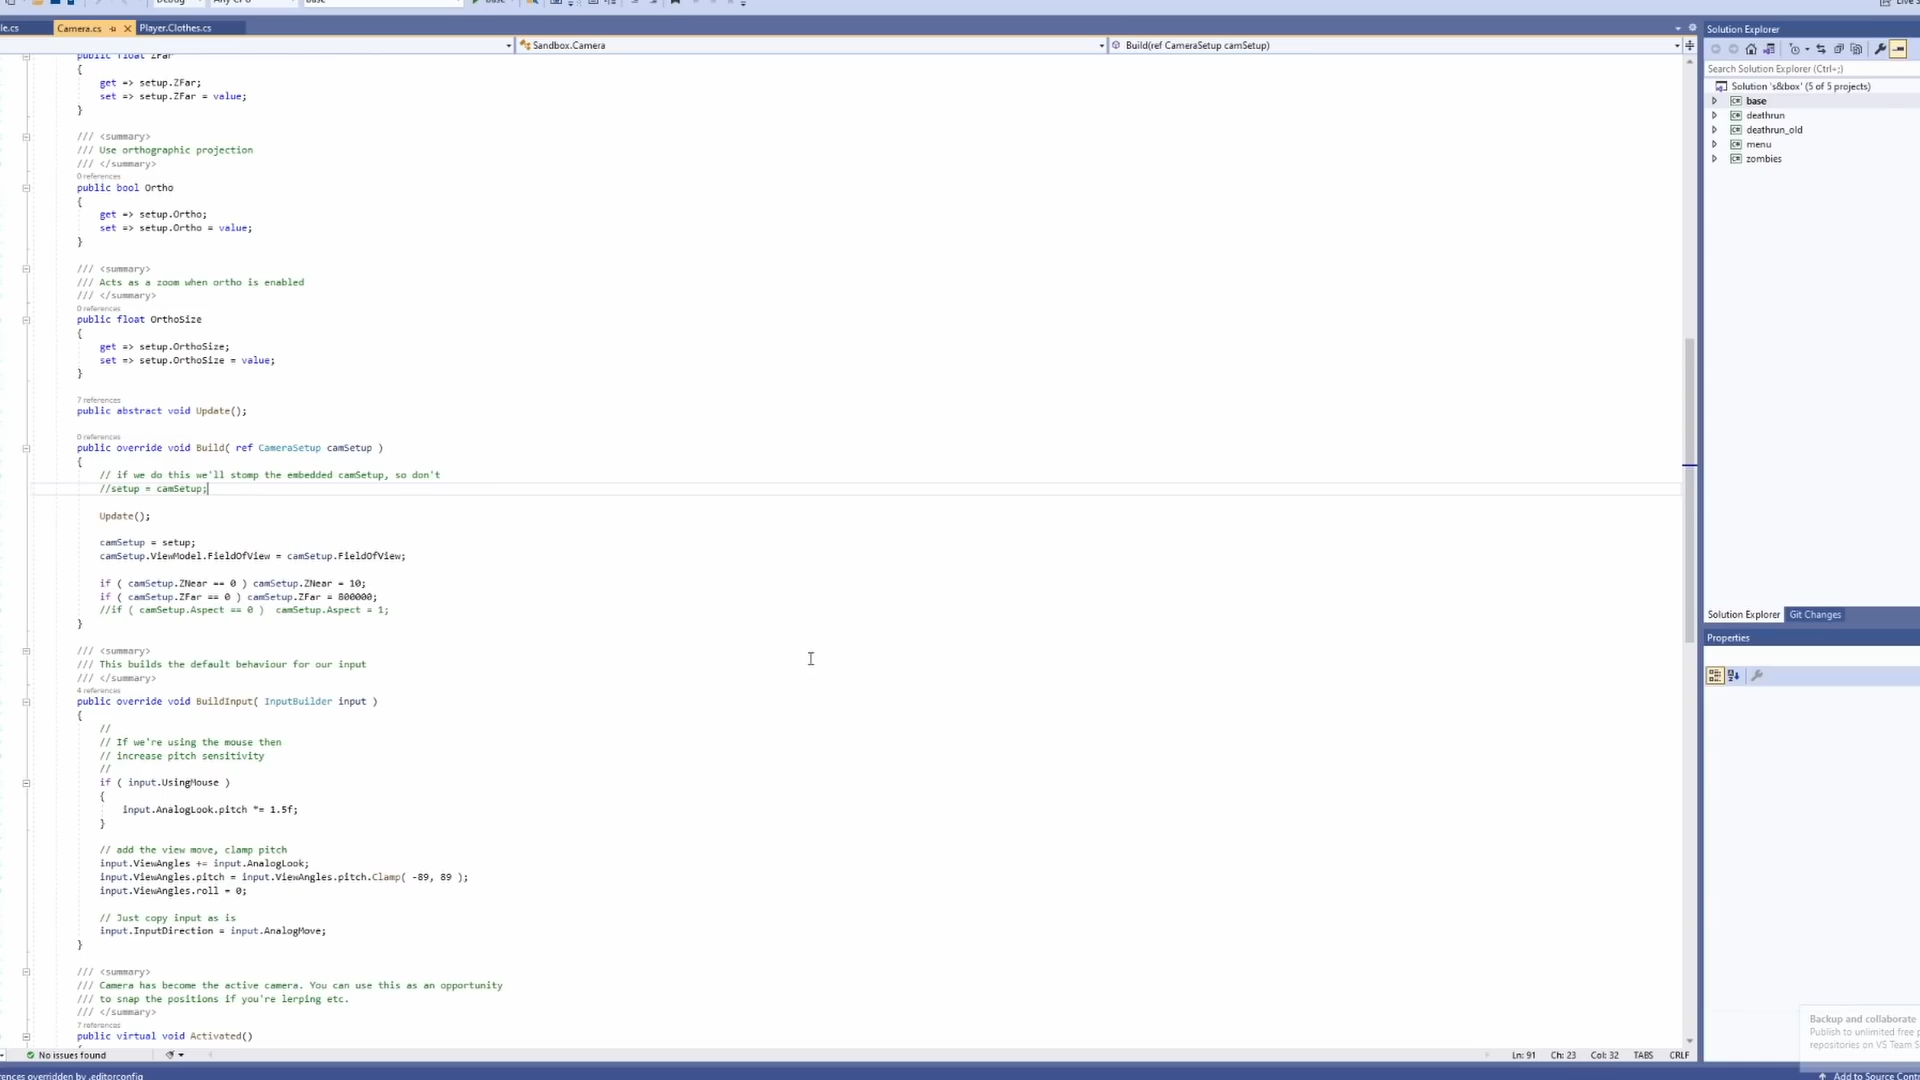 le.cs
Camera.cs
Player.Clothes.cs
Sandbox.Camera
Build(ref CameraSetup camSetup)
public float ZFar
{
get => setup.ZFar;
set => setup.ZFar = value;
}
/// <summary>
/// Use orthographic projection
/// </summary>
0 references
public bool Ortho
{
get => setup.Ortho;
set => setup.Ortho = value;
}
/// <summary>
/// Acts as a zoom when ortho is enabled
/// </summary>
0 references
public float OrthoSize
{
get => setup.OrthoSize;
set => setup.OrthoSize = value;
}
7 references
public abstract void Update();
0 references
public override void Build( ref CameraSetup camSetup )
{
// if we do this we'll stomp the embedded camSetup, so don't
//setup = camSetup;
Update();
camSetup = setup;
camSetup.ViewModel.FieldOfView = camSetup.FieldOfView;
if ( camSetup.ZNear == 0 ) camSetup.ZNear = 10;
if ( camSetup.ZFar == 0 ) camSetup.ZFar = 800000;
//if ( camSetup.Aspect == 0 )  camSetup.Aspect = 1;
}
/// <summary>
/// This builds the default behaviour for our input
/// </summary>
4 references
public override void BuildInput( InputBuilder input )
{
//
// If we're using the mouse then
// increase pitch sensitivity
//
if ( input.UsingMouse )
{
input.AnalogLook.pitch *= 1.5f;
}
// add the view move, clamp pitch
input.ViewAngles += input.AnalogLook;
input.ViewAngles.pitch = input.ViewAngles.pitch.Clamp( -89, 89 );
input.ViewAngles.roll = 0;
// Just copy input as is
input.InputDirection = input.AnalogMove;
}
/// <summary>
/// Camera has become the active camera. You can use this as an opportunity
/// to snap the positions if you're lerping etc.
/// </summary>
7 references
public virtual void Activated()
No issues found
Ln: 91 Ch: 23 Col: 32 TABS CRLF
Solution Explorer
Search Solution Explorer (Ctrl+;)
Solution 's&box' (5 of 5 projects)
base
deathrun
deathrun_old
menu
zombies
Solution Explorer Git Changes
Properties
Backup and collaborate
Publish to unlimited free p
repositories on VS Team S
ences overridden by .editorconfig
Add to Source Cont